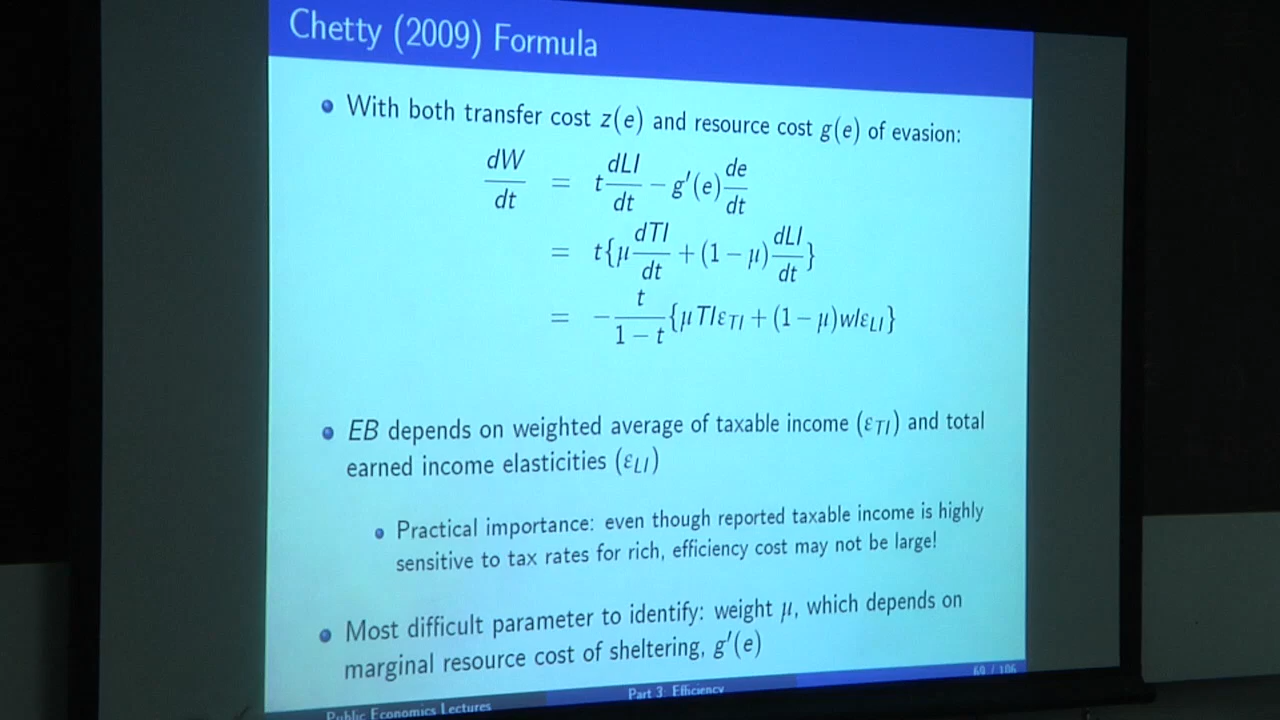 Chetty (2009) Formula
With both transfer cost z(e) and resource cost g(e) of evasion:
dW/dt = t dLI/dt − g′(e) de/dt
= t{μ dTI/dt + (1 − μ) dLI/dt}
= − t/(1 − t) {μTIε_TI + (1 − μ)wlε_LI}
EB depends on weighted average of taxable income (ε_TI) and total
earned income elasticities (ε_LI)
Practical importance: even though reported taxable income is highly
sensitive to tax rates for rich, efficiency cost may not be large!
Most difficult parameter to identify: weight μ, which depends on
marginal resource cost of sheltering, g′(e)
Public Economics Lectures
Part 3: Efficiency
69 / 106